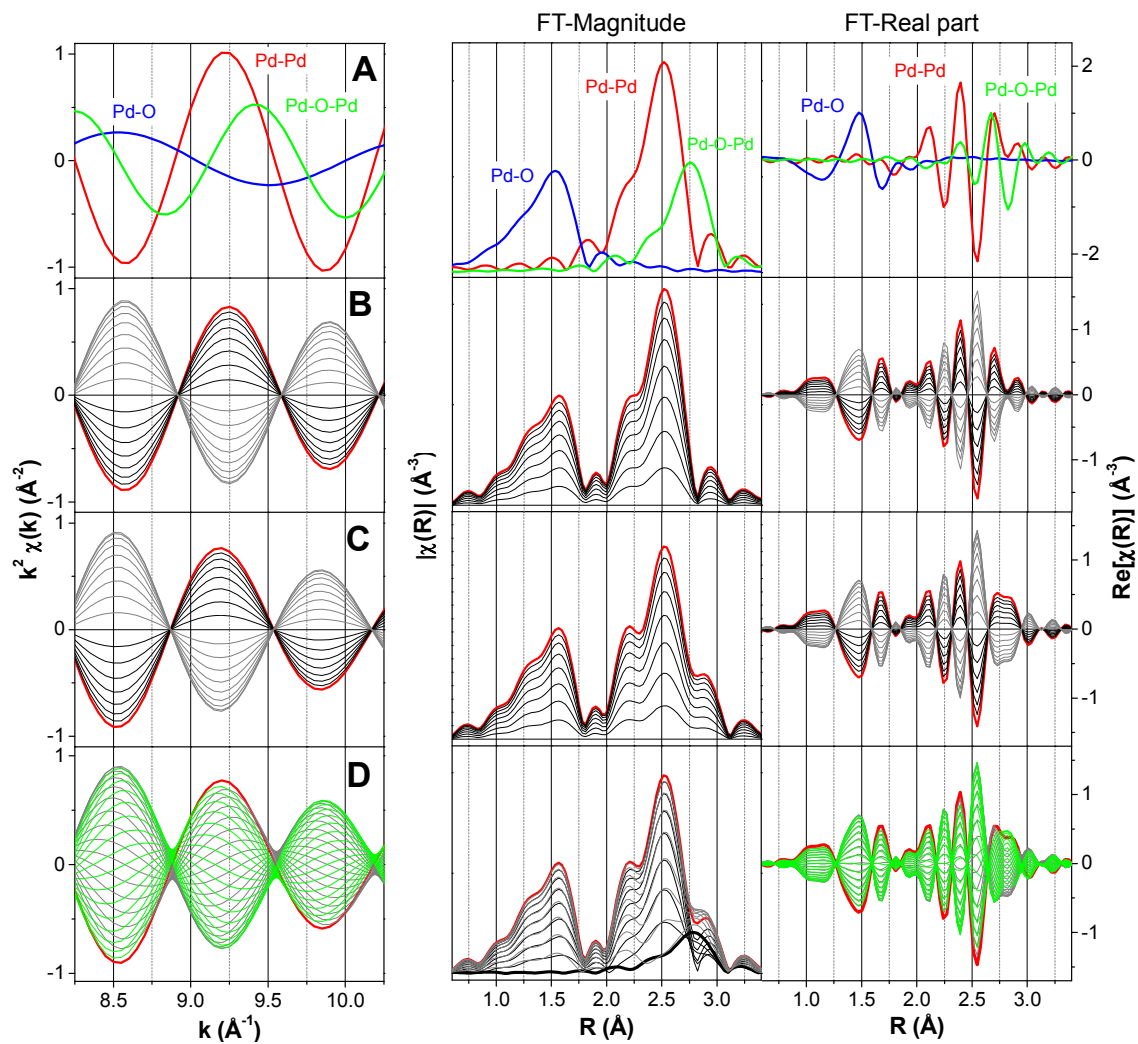 FT-Magnitude
FT-Real part
1
0
-1
A
Pd-Pd
Pd-O
Pd-O-Pd
Pd-Pd
Pd-O
Pd-O-Pd
Pd-Pd
Pd-O
Pd-O-Pd
2
0
-2
1
0
-1
B
1
0
-1
1
0
-1
C
1
0
-1
1
0
-1
D
1
0
-1
k² χ(k) (Å⁻²)
|χ(R)| (Å⁻³)
Re[χ(R)] (Å⁻³)
8.5 9.0 9.5 10.0
1.0 1.5 2.0 2.5 3.0
1.0 1.5 2.0 2.5 3.0
k (Å⁻¹)
R (Å)
R (Å)